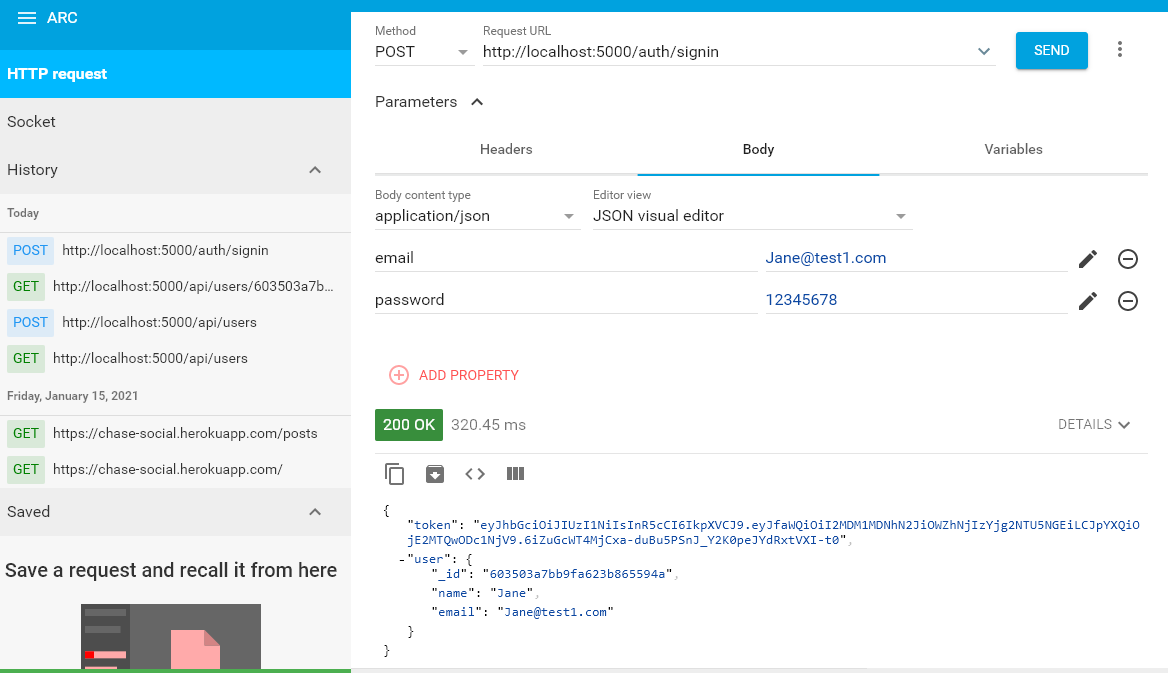 ARC
HTTP request
Socket
History
Today
POST http://localhost:5000/auth/signin
GET http://localhost:5000/api/users/603503a7b...
POST http://localhost:5000/api/users
GET http://localhost:5000/api/users
Friday, January 15, 2021
GET https://chase-social.herokuapp.com/posts
GET https://chase-social.herokuapp.com/
Saved
Save a request and recall it from here
Method
POST
Request URL
http://localhost:5000/auth/signin
SEND
Parameters
Headers Body Variables
Body content type
application/json
Editor view
JSON visual editor
email Jane@test1.com
password 12345678
ADD PROPERTY
200 OK 320.45 ms DETAILS
{
"token": "eyJhbGciOiJIUzI1NiIsInR5cCI6IkpXVCJ9.eyJfaWQiOiI2MDM1MDNhN2JiOWZhNjIzYjg2NTU5NGEiLCJpYXQiO
jE2MTQwODc1NjV9.6iZuGcWT4MjCxa-duBu5PSnJ_Y2K0peJYdRxtVXI-t0",
-"user": {
"_id": "603503a7bb9fa623b865594a",
"name": "Jane",
"email": "Jane@test1.com"
}
}